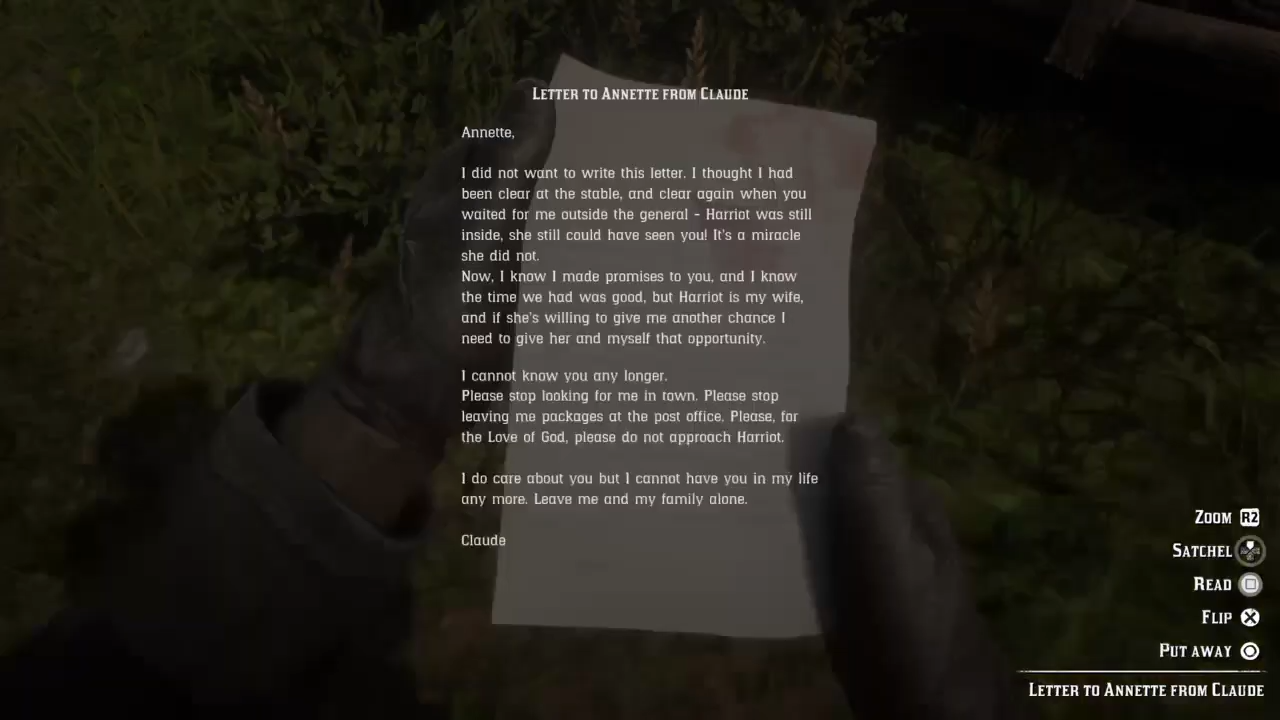 Letter to Annette from Claude
Annette,
I did not want to write this letter. I thought I had
been clear at the stable, and clear again when you
waited for me outside the general - Harriot was still
inside, she still could have seen you! It's a miracle
she did not.
Now, I know I made promises to you, and I know
the time we had was good, but Harriot is my wife,
and if she's willing to give me another chance I
need to give her and myself that opportunity.
I cannot know you any longer.
Please stop looking for me in town. Please stop
leaving me packages at the post office. Please, for
the Love of God, please do not approach Harriot.
I do care about you but I cannot have you in my life
any more. Leave me and my family alone.
Claude
Zoom R2
Satchel
Read
Flip
Put away
Letter to Annette from Claude